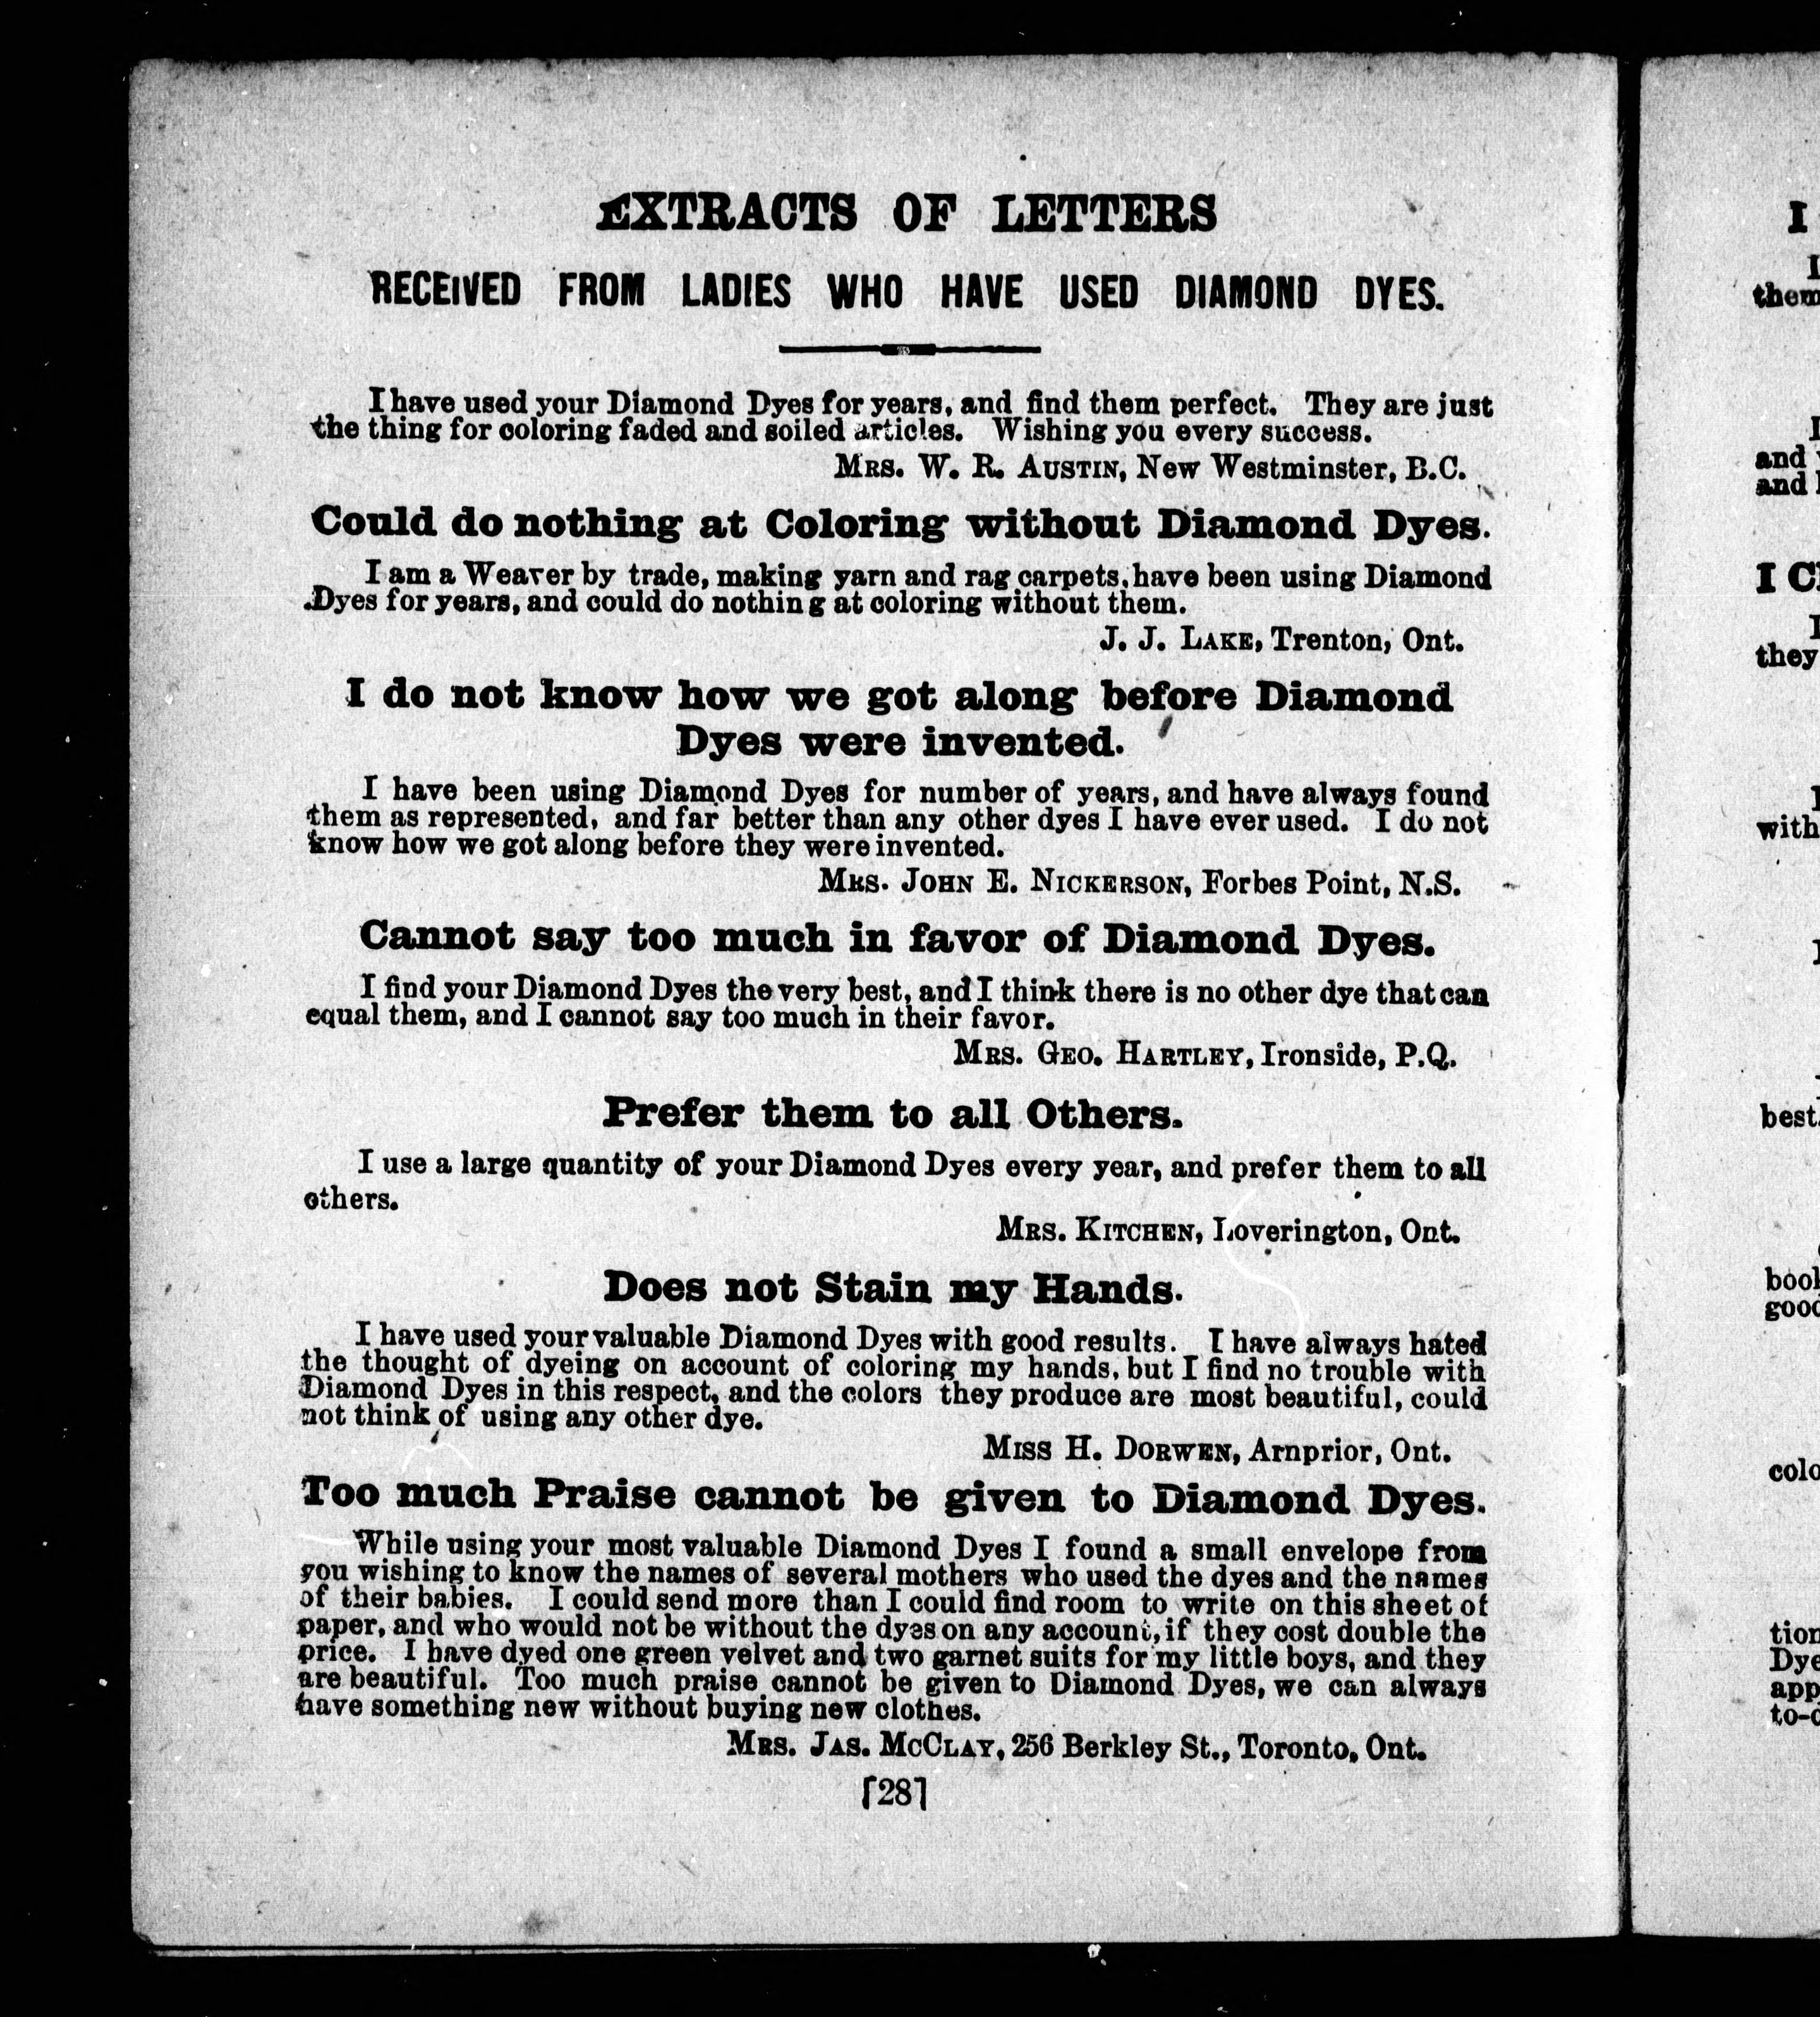 EXTRACTS OF LETTERS
RECEIVED FROM LADIES WHO HAVE USED DIAMOND DYES.
I have used your Diamond Dyes for years, and find them perfect. They are just
the thing for coloring faded and soiled articles. Wishing you every success.
MRS. W. R. AUSTIN, New Westminster, B.C.
Could do nothing at Coloring without Diamond Dyes.
I am a Weaver by trade, making yarn and rag carpets, have been using Diamond
Dyes for years, and could do nothing at coloring without them.
J. J. LAKE, Trenton, Ont.
I do not know how we got along before Diamond
Dyes were invented.
I have been using Diamond Dyes for number of years, and have always found
them as represented, and far better than any other dyes I have ever used. I do not
know how we got along before they were invented.
MRS. JOHN E. NICKERSON, Forbes Point, N.S.
Cannot say too much in favor of Diamond Dyes.
I find your Diamond Dyes the very best, and I think there is no other dye that can
equal them, and I cannot say too much in their favor.
MRS. GEO. HARTLEY, Ironside, P.Q.
Prefer them to all Others.
I use a large quantity of your Diamond Dyes every year, and prefer them to all
others.
MRS. KITCHEN, Loverington, Ont.
Does not Stain my Hands.
I have used your valuable Diamond Dyes with good results. I have always hated
the thought of dyeing on account of coloring my hands, but I find no trouble with
Diamond Dyes in this respect, and the colors they produce are most beautiful, could
not think of using any other dye.
MISS H. DORWEN, Arnprior, Ont.
Too much Praise cannot be given to Diamond Dyes.
While using your most valuable Diamond Dyes I found a small envelope from
you wishing to know the names of several mothers who used the dyes and the names
of their babies. I could send more than I could find room to write on this sheet of
paper, and who would not be without the dyes on any account, if they cost double the
price. I have dyed one green velvet and two garnet suits for my little boys, and they
are beautiful. Too much praise cannot be given to Diamond Dyes, we can always
have something new without buying new clothes.
MRS. JAS. MCCLAY, 256 Berkley St., Toronto, Ont.
[28]
I
them
and
and
they
with
best.